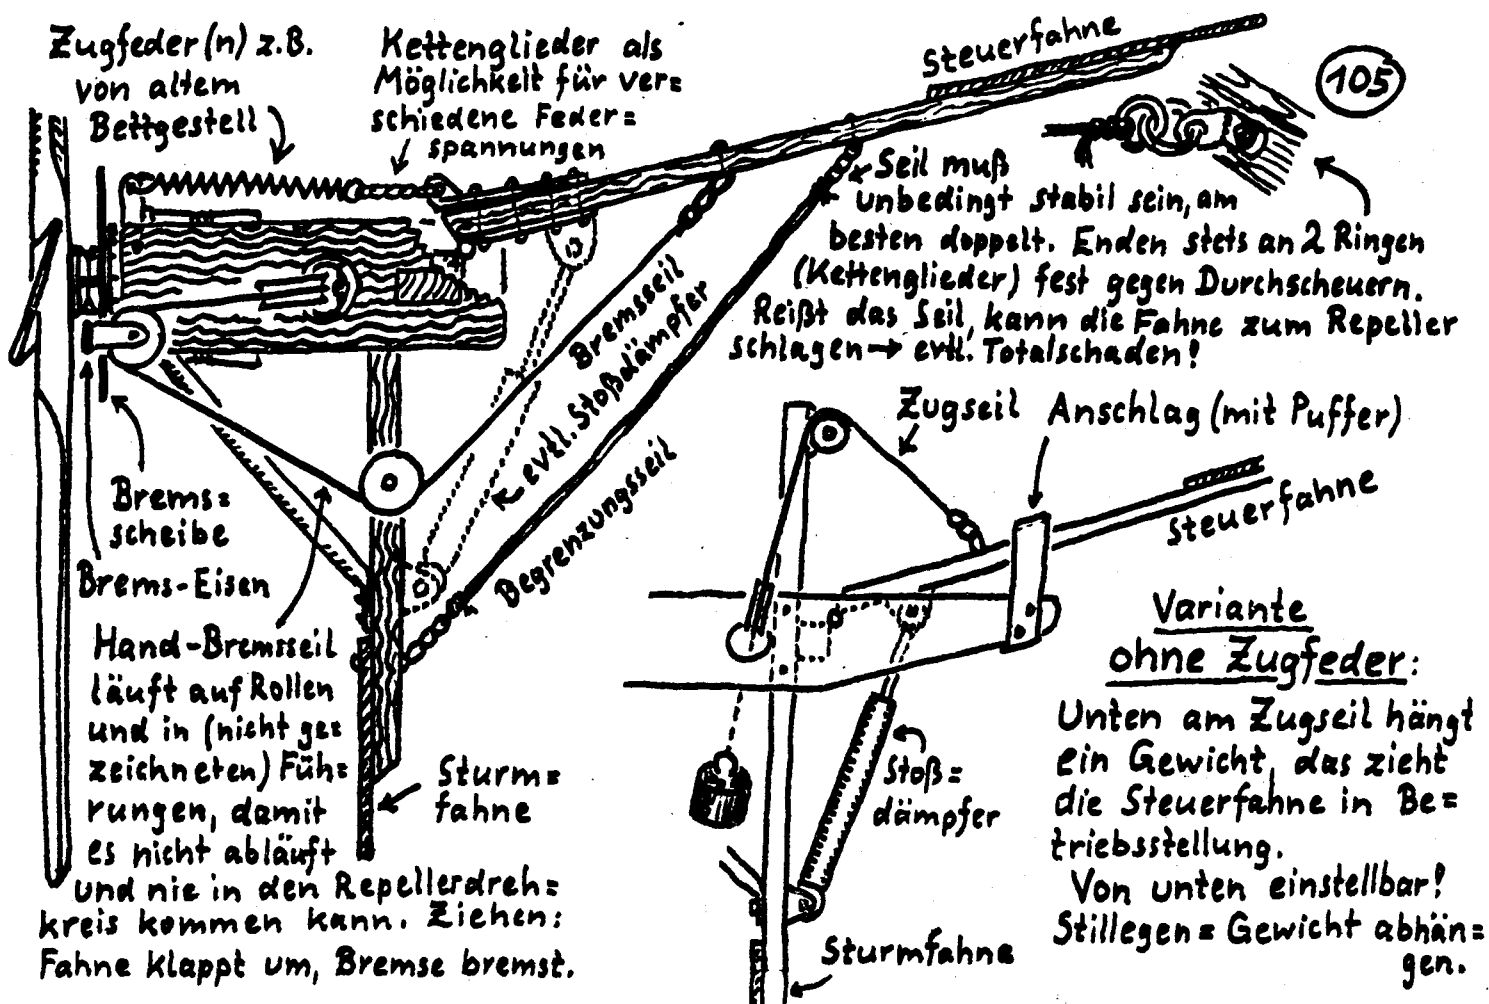 Zugfeder(n) z.B.
von altem
Bettgestell
Kettenglieder als
Möglichkeit für ver=
schiedene Feder=
spannungen
Steuerfahne
105
Seil muß
unbedingt stabil sein, am
besten doppelt. Enden stets an 2 Ringen
(Kettenglieder) fest gegen Durchscheuern.
Reißt das Seil, kann die Fahne zum Repeller
schlagen → evtl. Totalschaden!
Bremsseil
evtl. Stoßdämpfer
Begrenzungsseil
Brems=
scheibe
Brems-Eisen
Hand-Bremsseil
läuft auf Rollen
und in (nicht ge=
zeichneten) Füh=
rungen, damit
es nicht abläuft
und nie in den Repellerdreh=
kreis kommen kann. Ziehen:
Fahne klappt um, Bremse bremst.
Sturm=
fahne
Zugseil
Anschlag (mit Puffer)
Steuerfahne
Stoß=
dämpfer
Sturmfahne
Variante
ohne Zugfeder:
Unten am Zugseil hängt
ein Gewicht, das zieht
die Steuerfahne in Be=
triebsstellung.
Von unten einstellbar!
Stillegen = Gewicht abhän=
gen.